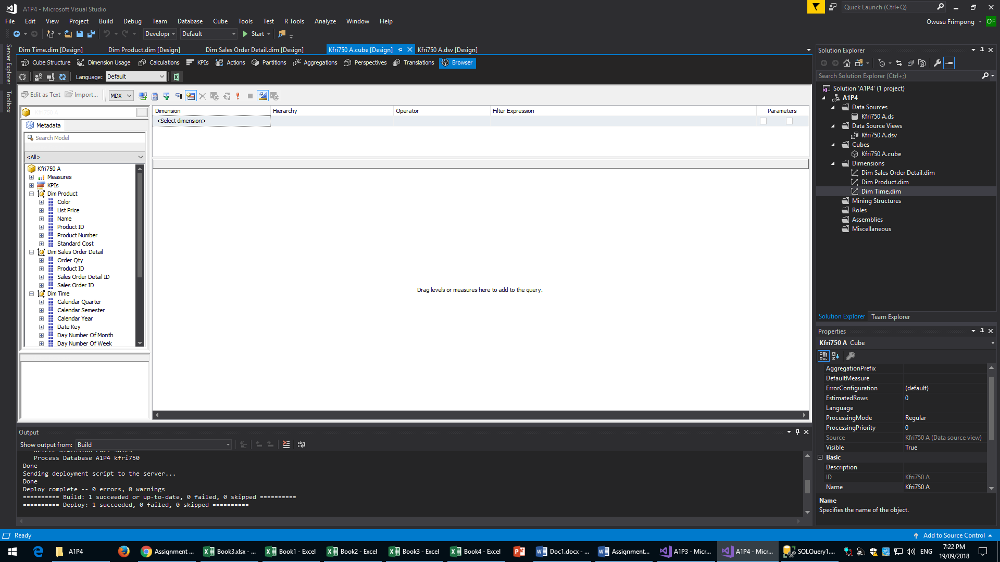 A1P4 - Microsoft Visual Studio
Quick Launch (Ctrl+Q)
File Edit View Project Build Debug Team Database Cube Tools Test R Tools Analyze Window Help
Owusu Frimpong OF
Developi Default Start
Server Explorer
Toolbox
Dim Time.dim [Design] Dim Product.dim [Design] Dim Sales Order Detail.dim [Design] Kfri750 A.cube [Design] Kfri750 A.dsv [Design]
Cube Structure Dimension Usage Calculations KPIs Actions Partitions Aggregations Perspectives Translations Browser
Language: Default
Edit as Text Import... MDX
Kfri750 A
Metadata
Search Model
<All>
Kfri750 A
Measures
KPIs
Dim Product
Color
List Price
Name
Product ID
Product Number
Standard Cost
Dim Sales Order Detail
Order Qty
Product ID
Sales Order Detail ID
Sales Order ID
Dim Time
Calendar Quarter
Calendar Semester
Calendar Year
Date Key
Day Number Of Month
Day Number Of Week
Dimension Hierarchy Operator Filter Expression Parameters
<Select dimension>
Drag levels or measures here to add to the query.
Output
Show output from: Build
Delete Dimension Fact Sales
Process Database A1P4 kfri750
Done
Sending deployment script to the server...
Done
Deploy complete -- 0 errors, 0 warnings
========== Build: 1 succeeded or up-to-date, 0 failed, 0 skipped ==========
========== Deploy: 1 succeeded, 0 failed, 0 skipped ==========
Solution Explorer
Search Solution Explorer (Ctrl+;)
Solution 'A1P4' (1 project)
A1P4
Data Sources
Kfri750 A.ds
Data Source Views
Kfri750 A.dsv
Cubes
Kfri750 A.cube
Dimensions
Dim Sales Order Detail.dim
Dim Product.dim
Dim Time.dim
Mining Structures
Roles
Assemblies
Miscellaneous
Solution Explorer Team Explorer
Properties
Kfri750 A Cube
AggregationPrefix
DefaultMeasure
ErrorConfiguration (default)
EstimatedRows 0
Language
ProcessingMode Regular
ProcessingPriority 0
Source Kfri750 A (Data source view)
Visible True
Basic
Description
ID Kfri750 A
Name Kfri750 A
Name
Specifies the name of the object.
Ready
Add to Source Control
A1P4 Assignment ... Book3.xlsx - ... Book1 - Excel Book2 - Excel Book3 - Excel Book4 - Excel Doc1.docx - ... Assignment... A1P3 - Micr... A1P4 - Micr... SQLQuery1....
ENG
7:22 PM
19/09/2018